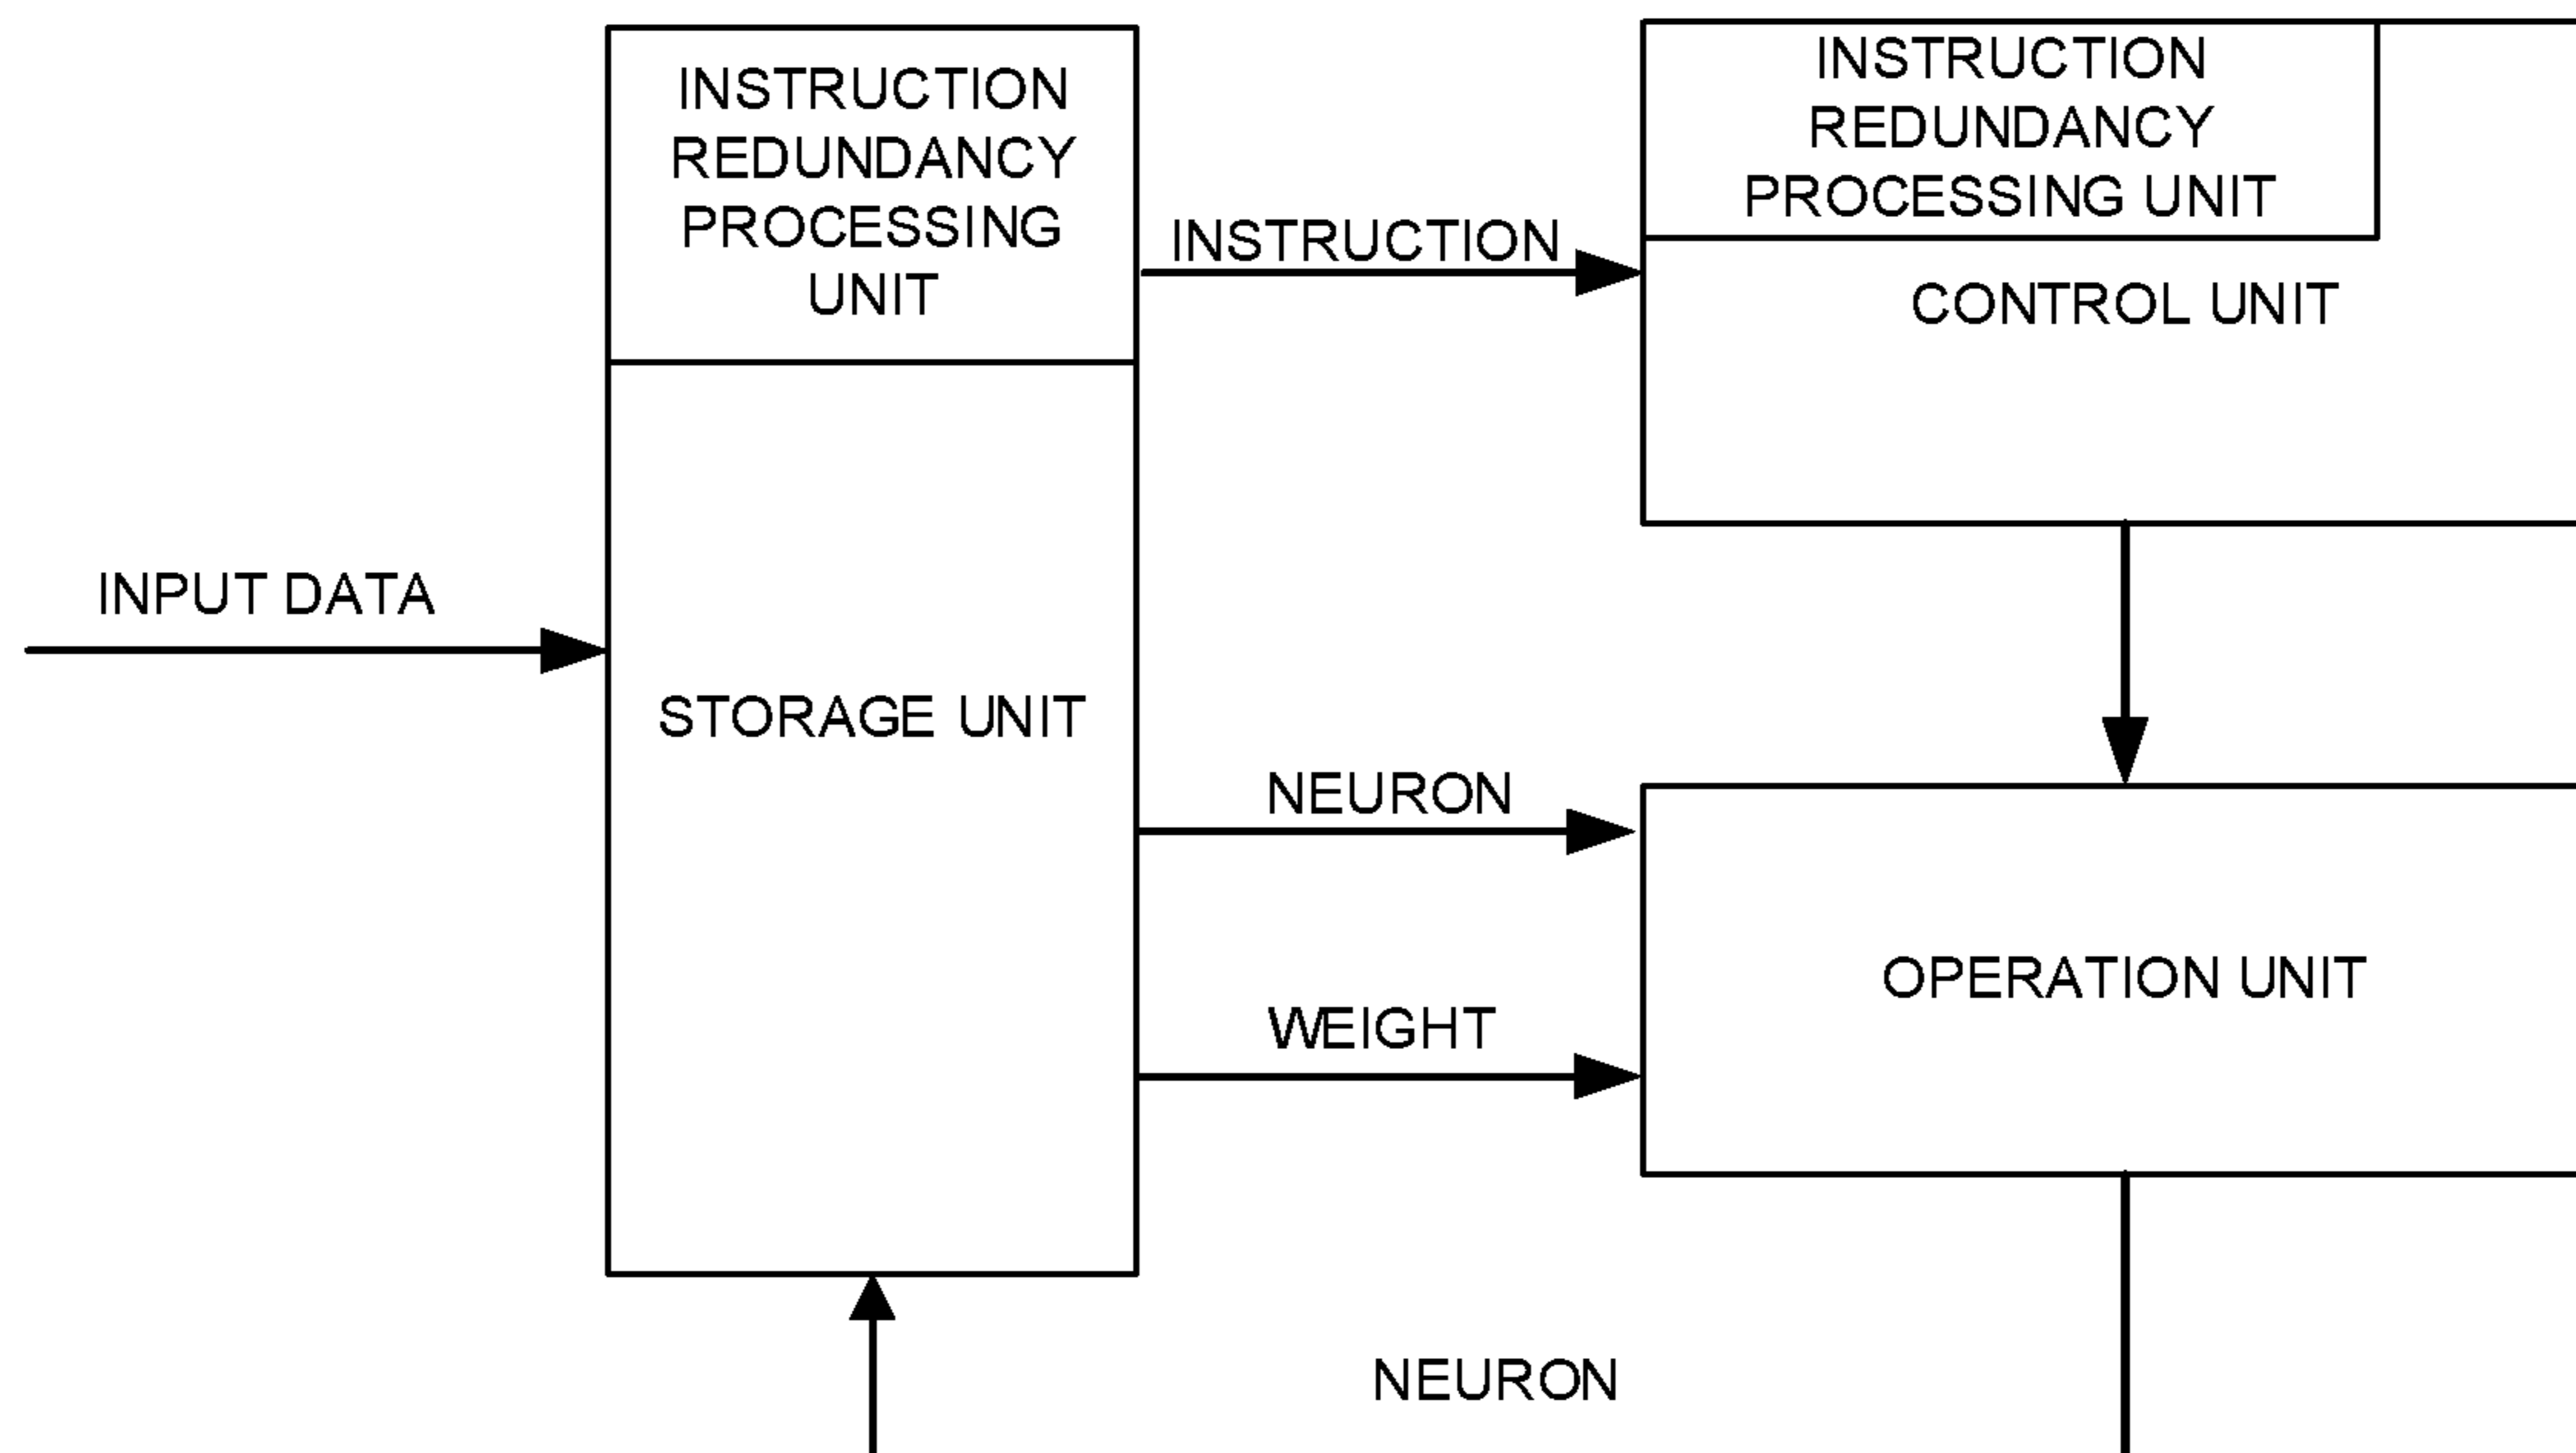 INSTRUCTION
REDUNDANCY
PROCESSING
UNIT
INSTRUCTION
INSTRUCTION
REDUNDANCY
PROCESSING UNIT
CONTROL UNIT
INPUT DATA
STORAGE UNIT
NEURON
WEIGHT
OPERATION UNIT
NEURON